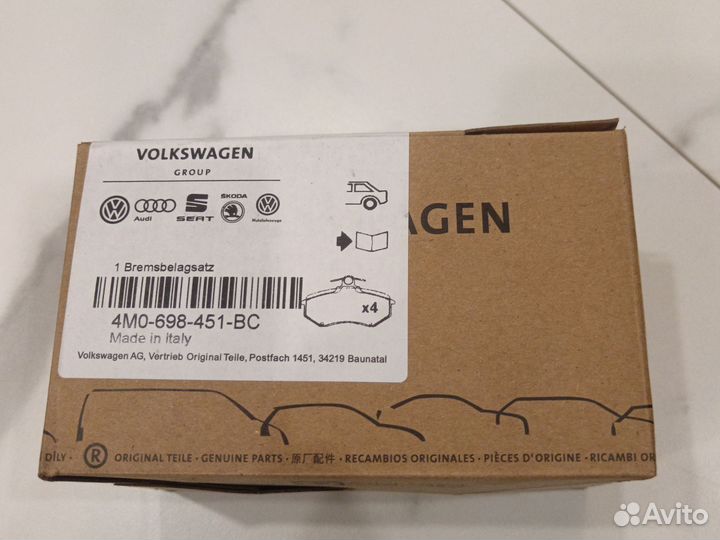 VOLKSWAGEN
GROUP
Audi
SEAT
ŠKODA
Nutzfahrzeuge
AGEN
1 Bremsbelagsatz
x4
4M0-698-451-BC
Made in italy
Volkswagen AG, Vertrieb Original Teile, Postfach 1451, 34219 Baunatal
DÍLY · ® ORIGINAL TEILE · GENUINE PARTS · 原厂配件 · RECAMBIOS ORIGINALES · PIÈCES D'ORIGINE · RICAMBI OR
Avito